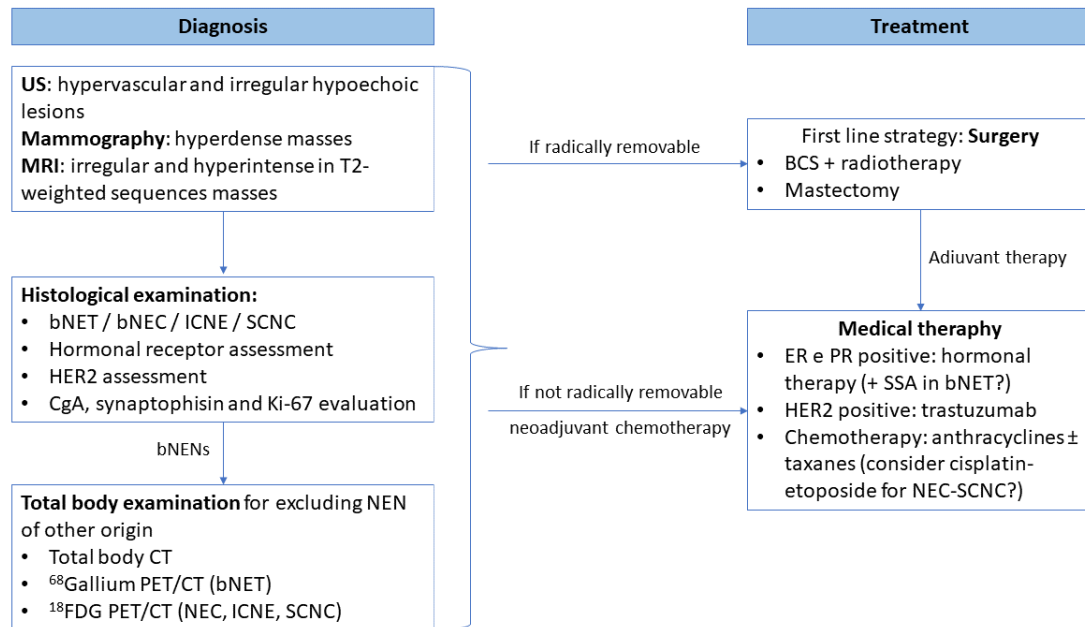 Diagnosis
US: hypervascular and irregular hypoechoic
lesions
Mammography: hyperdense masses
MRI: irregular and hyperintense in T2-
weighted sequences masses
Histological examination:
• bNET / bNEC / ICNE / SCNC
• Hormonal receptor assessment
• HER2 assessment
• CgA, synaptophisin and Ki-67 evaluation
bNENs
Total body examination for excluding NEN
of other origin
• Total body CT
• ⁶⁸Gallium PET/CT (bNET)
• ¹⁸FDG PET/CT (NEC, ICNE, SCNC)
If radically removable
If not radically removable
neoadjuvant chemotherapy
Treatment
First line strategy: Surgery
• BCS + radiotherapy
• Mastectomy
Adiuvant therapy
Medical theraphy
• ER e PR positive: hormonal
therapy (+ SSA in bNET?)
• HER2 positive: trastuzumab
• Chemotherapy: anthracyclines ±
taxanes (consider cisplatin-
etoposide for NEC-SCNC?)